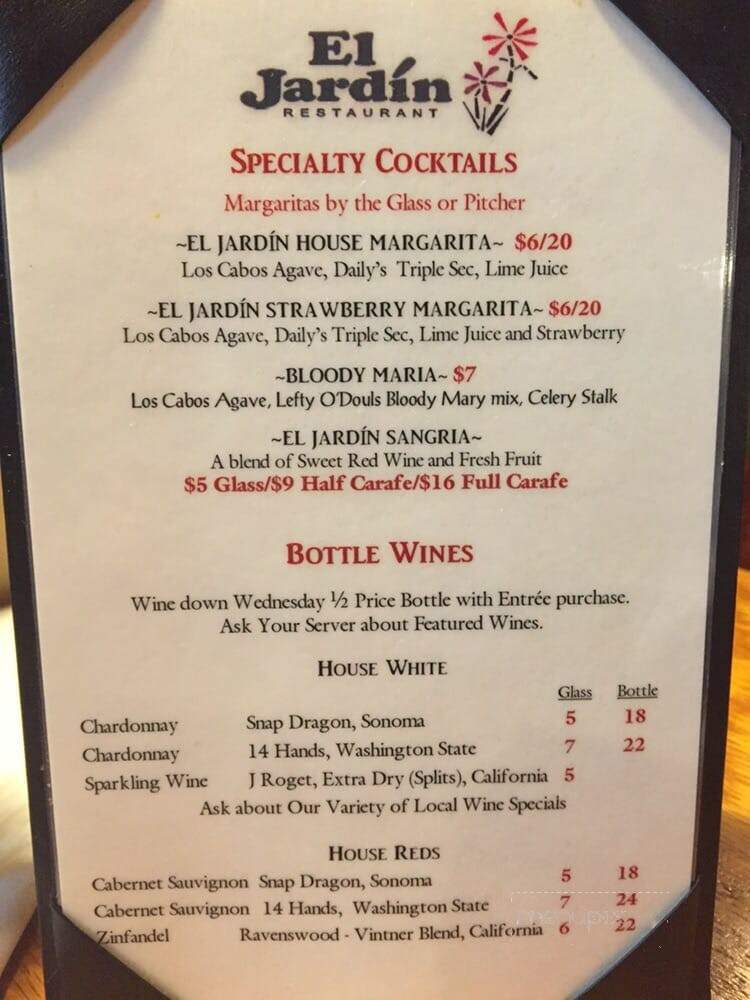 El
Jardín
RESTAURANT
SPECIALTY COCKTAILS
Margaritas by the Glass or Pitcher
~EL JARDÍN HOUSE MARGARITA~ $6/20
Los Cabos Agave, Daily's Triple Sec, Lime Juice
~EL JARDÍN STRAWBERRY MARGARITA~ $6/20
Los Cabos Agave, Daily's Triple Sec, Lime Juice and Strawberry
~BLOODY MARIA~ $7
Los Cabos Agave, Lefty O'Douls Bloody Mary mix, Celery Stalk
~EL JARDÍN SANGRIA~
A blend of Sweet Red Wine and Fresh Fruit
$5 Glass/$9 Half Carafe/$16 Full Carafe
BOTTLE WINES
Wine down Wednesday ½ Price Bottle with Entrée purchase.
Ask Your Server about Featured Wines.
HOUSE WHITE
Glass Bottle
Chardonnay Snap Dragon, Sonoma 5 18
Chardonnay 14 Hands, Washington State 7 22
Sparkling Wine J Roget, Extra Dry (Splits), California 5
Ask about Our Variety of Local Wine Specials
HOUSE REDS
Cabernet Sauvignon Snap Dragon, Sonoma 5 18
Cabernet Sauvignon 14 Hands, Washington State 7 24
Zinfandel Ravenswood - Vintner Blend, California 6 22